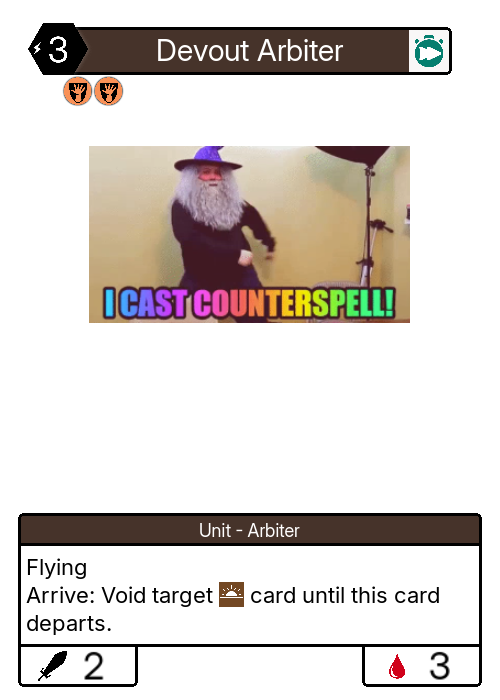 3
Devout Arbiter
I CAST COUNTERSPELL!
Unit - Arbiter
Flying
Arrive: Void target card until this card
departs.
2
3